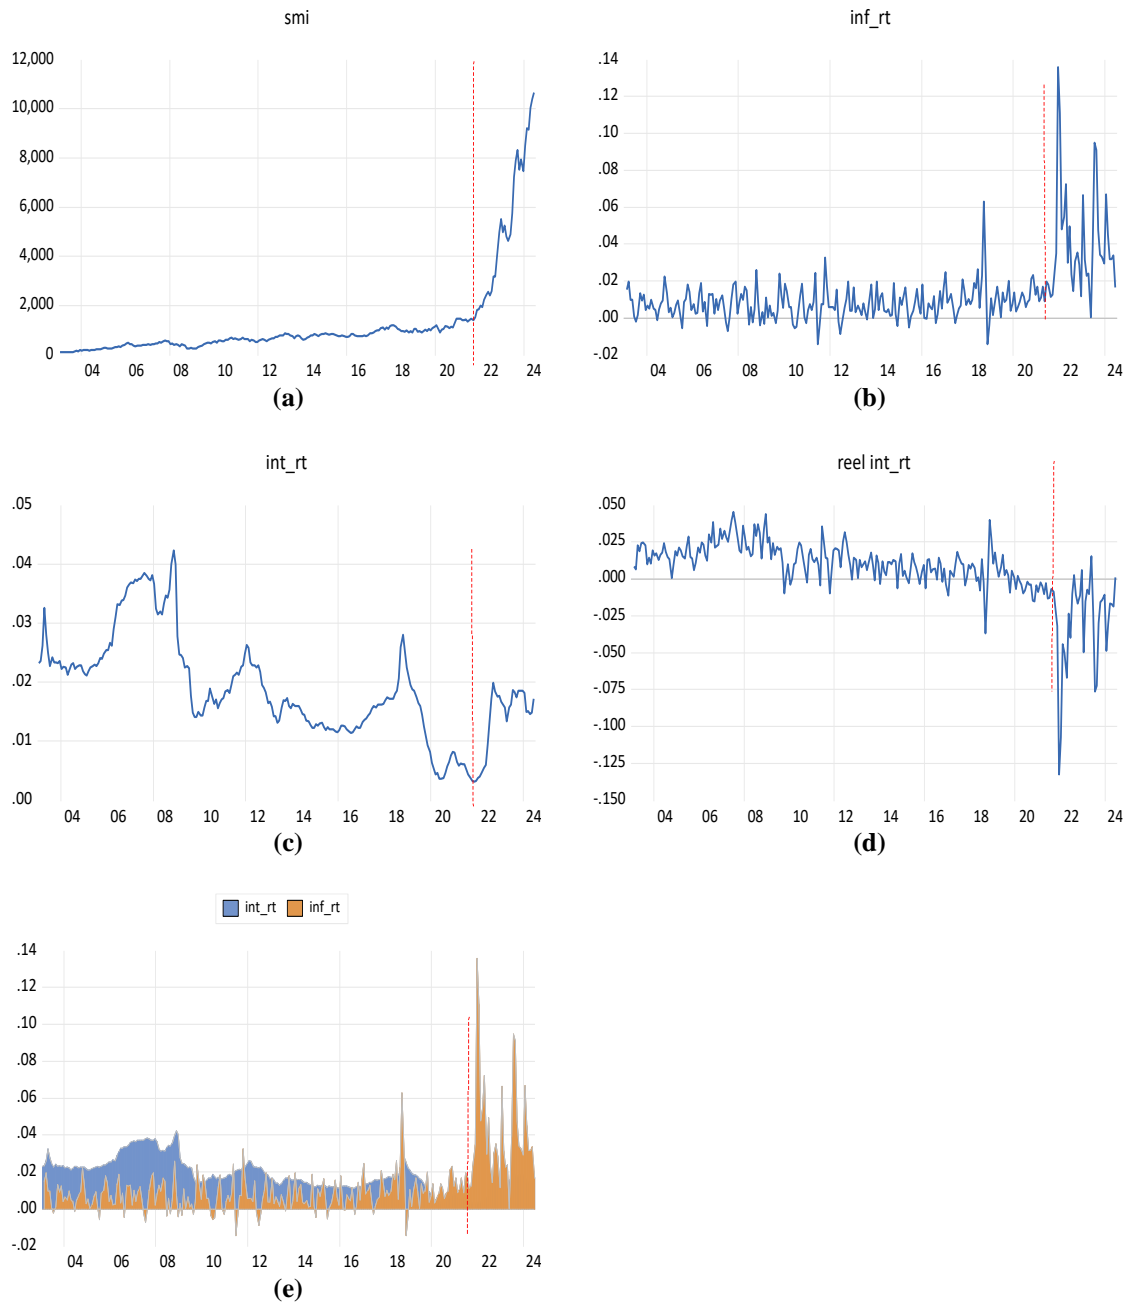 smi
12,000
10,000
8,000
6,000
4,000
2,000
0
04 06 08 10 12 14 16 18 20 22 24
(a)
inf_rt
.14
.12
.10
.08
.06
.04
.02
.00
-.02
04 06 08 10 12 14 16 18 20 22 24
(b)
int_rt
.05
.04
.03
.02
.01
.00
04 06 08 10 12 14 16 18 20 22 24
(c)
reel int_rt
.050
.025
.000
-.025
-.050
-.075
-.100
-.125
-.150
04 06 08 10 12 14 16 18 20 22 24
(d)
int_rt inf_rt
.14
.12
.10
.08
.06
.04
.02
.00
-.02
04 06 08 10 12 14 16 18 20 22 24
(e)